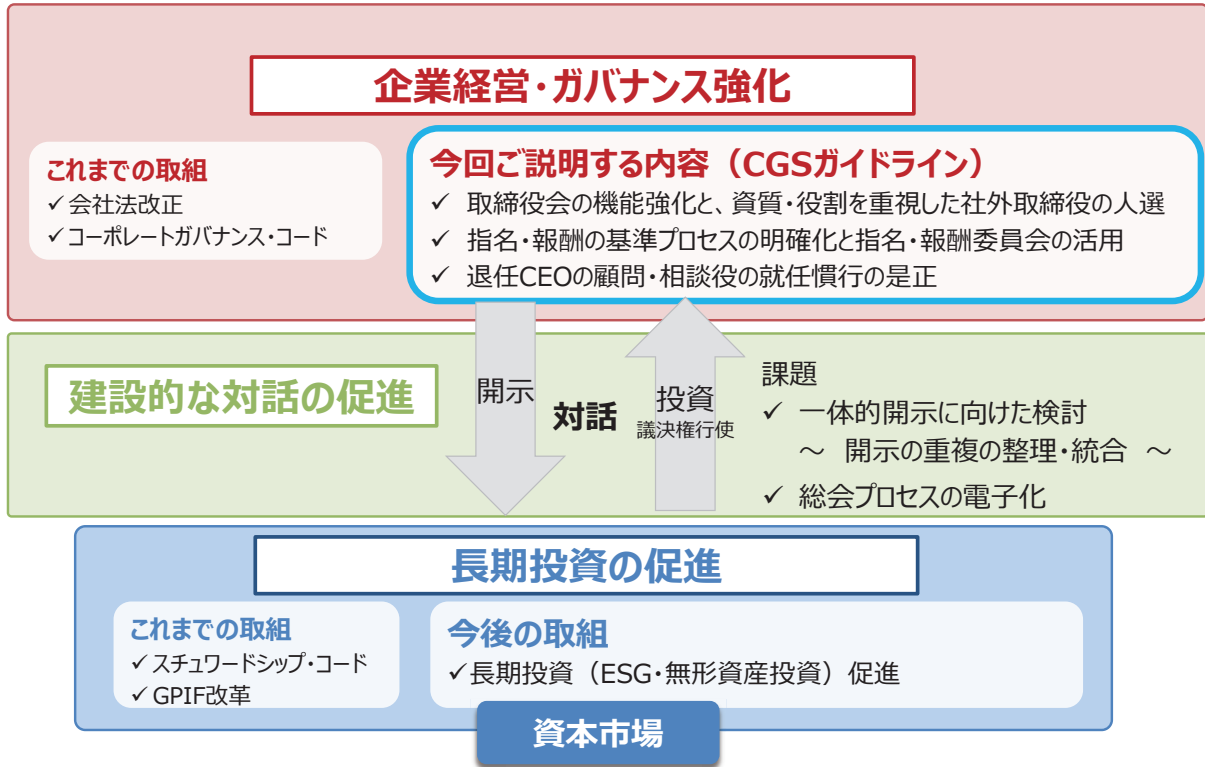 企業経営・ガバナンス強化
これまでの取組
✓ 会社法改正
✓ コーポレートガバナンス・コード
今回ご説明する内容（CGSガイドライン）
✓ 取締役会の機能強化と、資質・役割を重視した社外取締役の人選
✓ 指名・報酬の基準プロセスの明確化と指名・報酬委員会の活用
✓ 退任CEOの顧問・相談役の就任慣行の是正
建設的な対話の促進
開示
対話
投資
議決権行使
課題
✓ 一体的開示に向けた検討
～ 開示の重複の整理・統合 ～
✓ 総会プロセスの電子化
長期投資の促進
これまでの取組
✓ スチュワードシップ・コード
✓ GPIF改革
今後の取組
✓ 長期投資（ESG・無形資産投資）促進
資本市場